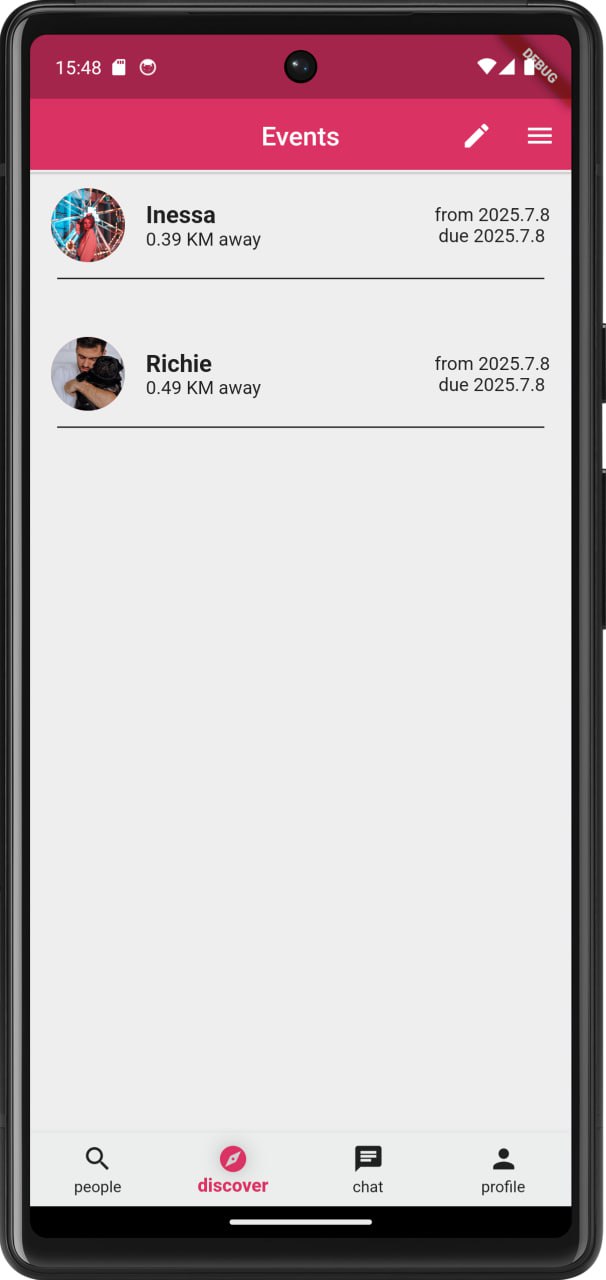 15:48
DEBUG
Events
Inessa
0.39 KM away
from 2025.7.8
due 2025.7.8
Richie
0.49 KM away
from 2025.7.8
due 2025.7.8
people
discover
chat
profile